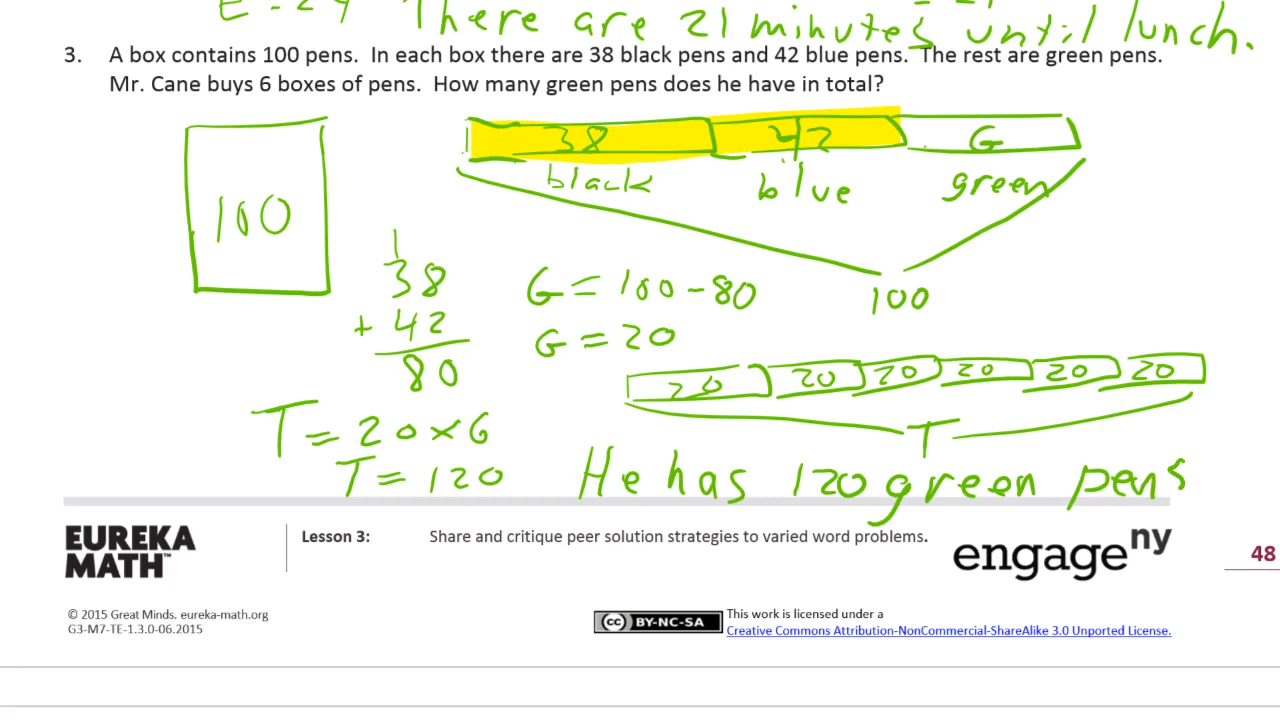 There are 21 minutes until lunch.
3. A box contains 100 pens. In each box there are 38 black pens and 42 blue pens. The rest are green pens.
Mr. Cane buys 6 boxes of pens. How many green pens does he have in total?
38 42 G
black blue green
100
1
38
+ 42
80
G = 100 - 80
G = 20
100
20 20 20 20 20 20
T
T = 20 x 6
T = 120
He has 120 green pens
EUREKA MATH™
Lesson 3: Share and critique peer solution strategies to varied word problems.
engage ny
48
© 2015 Great Minds. eureka-math.org
G3-M7-TE-1.3.0-06.2015
cc BY-NC-SA
This work is licensed under a
Creative Commons Attribution-NonCommercial-ShareAlike 3.0 Unported License.